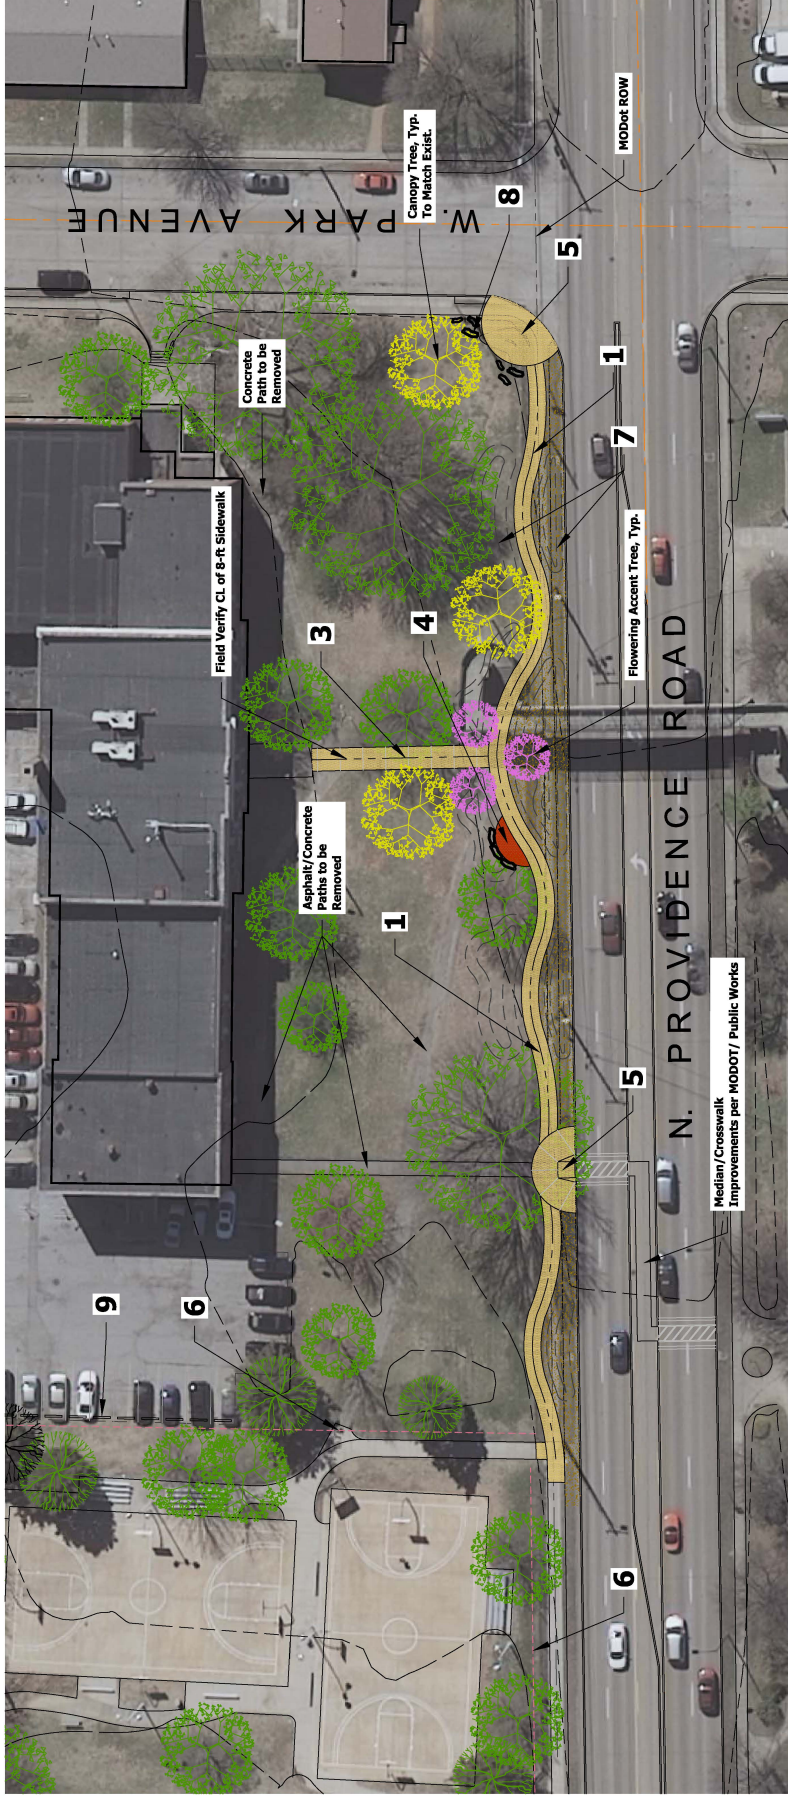 9
6
Field Verify CL of 8-ft Sidewalk
Concrete
Path to be
Removed
W. PARK AVENUE
Asphalt/Concrete
Paths to be
Removed
3
1
4
Canopy Tree, Typ.
To Match Exist.
8
5
1
MODot ROW
6
5
7
Flowering Accent Tree, Typ.
N. PROVIDENCE ROAD
Median/Crosswalk
Improvements per MODOT/ Public Works